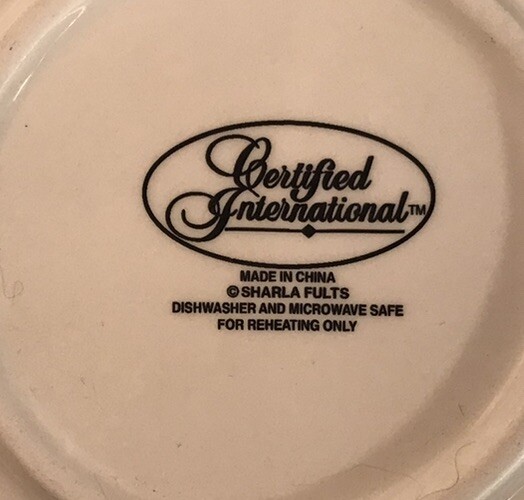 Certified
International™
MADE IN CHINA
©SHARLA FULTS
DISHWASHER AND MICROWAVE SAFE
FOR REHEATING ONLY